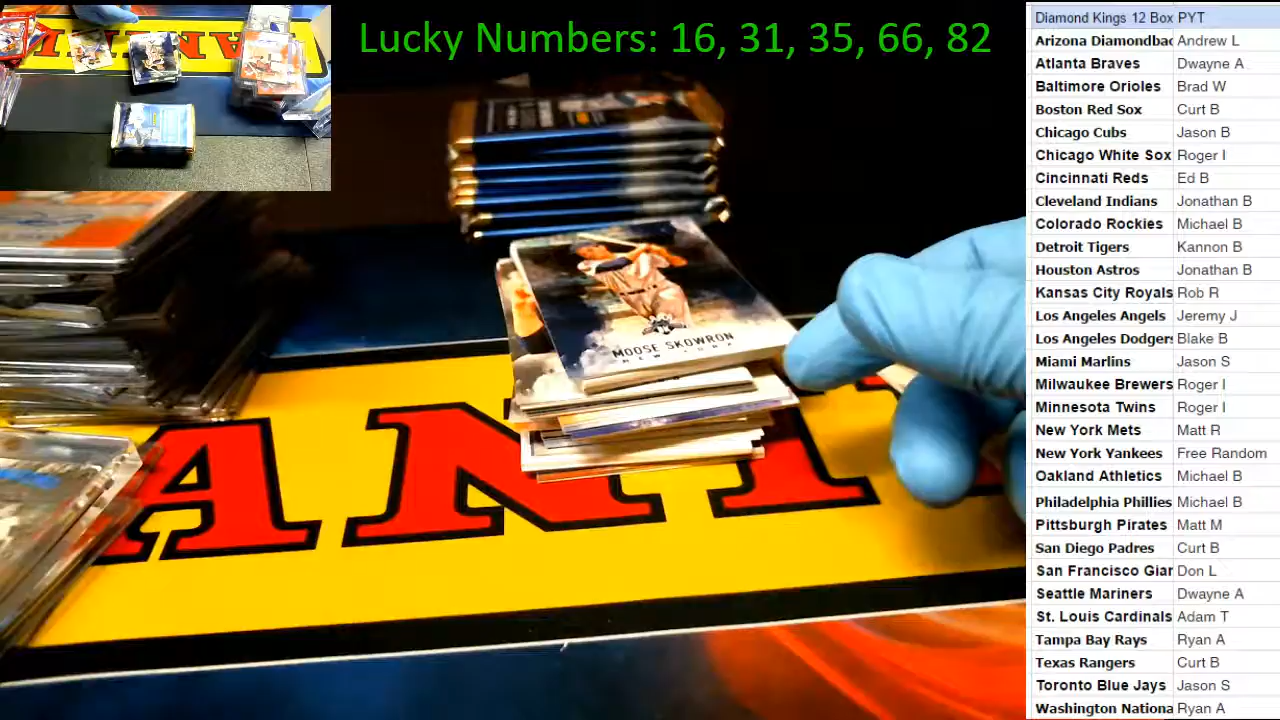 Lucky Numbers: 16, 31, 35, 66, 82
Diamond Kings 12 Box PYT
Arizona Diamondbac Andrew L
Atlanta Braves Dwayne A
Baltimore Orioles Brad W
Boston Red Sox Curt B
Chicago Cubs Jason B
Chicago White Sox Roger I
Cincinnati Reds Ed B
Cleveland Indians Jonathan B
Colorado Rockies Michael B
Detroit Tigers Kannon B
Houston Astros Jonathan B
Kansas City Royals Rob R
Los Angeles Angels Jeremy J
Los Angeles Dodgers Blake B
Miami Marlins Jason S
Milwaukee Brewers Roger I
Minnesota Twins Roger I
New York Mets Matt R
New York Yankees Free Random
Oakland Athletics Michael B
Philadelphia Phillies Michael B
Pittsburgh Pirates Matt M
San Diego Padres Curt B
San Francisco Gian Don L
Seattle Mariners Dwayne A
St. Louis Cardinals Adam T
Tampa Bay Rays Ryan A
Texas Rangers Curt B
Toronto Blue Jays Jason S
Washington Nationa Ryan A
MOOSE SKOWRON
NEW YORK
ANI